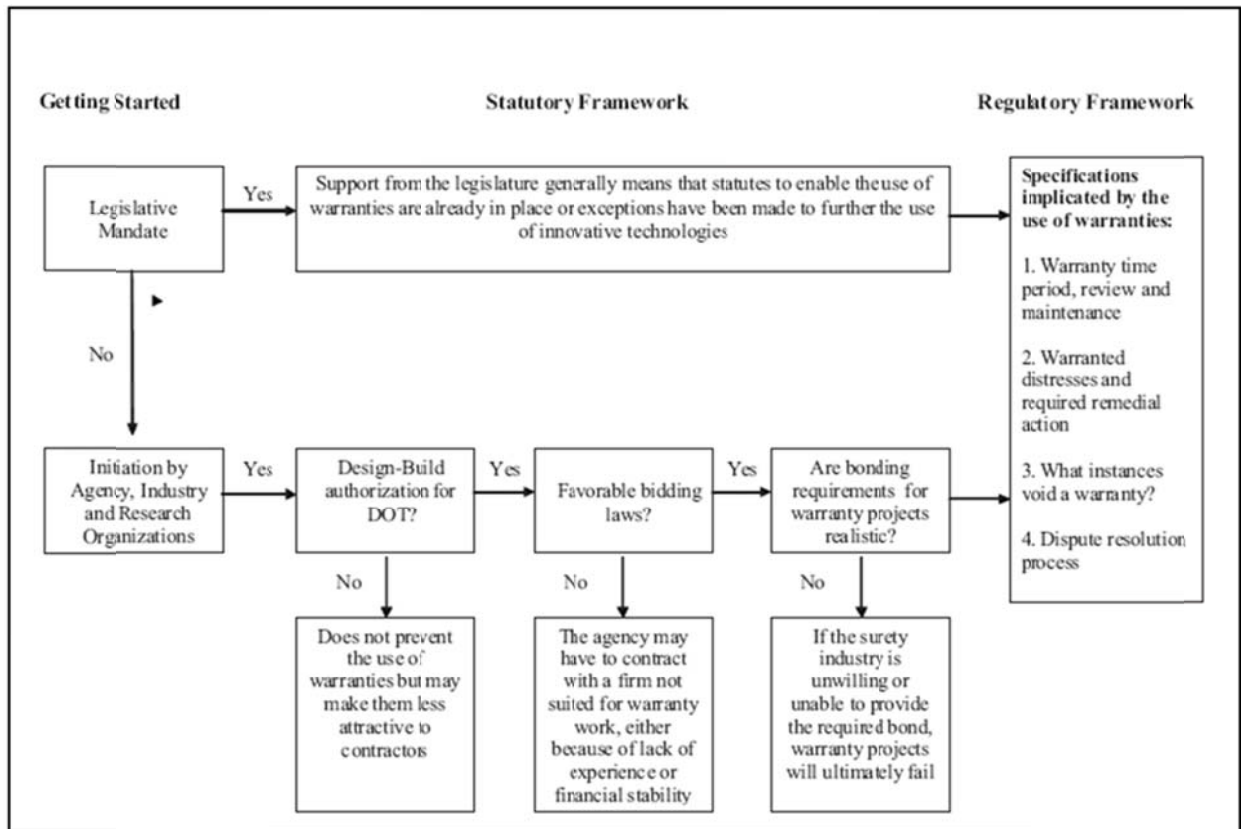 Getting Started
Statutory Framework
Regulatory Framework
Legislative
Mandate
Yes
Support from the legislature generally means that statutes to enable the use of
warranties are already in place or exceptions have been made to further the use
of innovative technologies
Specifications
implicated by the
use of warranties:
1. Warranty time
period, review and
maintenance
2. Warranted
distresses and
required remedial
action
3. What instances
void a warranty?
4. Dispute resolution
process
No
Initiation by
Agency, Industry
and Research
Organizations
Yes
Design-Build
authorization for
DOT?
Yes
Favorable bidding
laws?
Yes
Are bonding
requirements for
warranty projects
realistic?
No
No
No
Does not prevent
the use of
warranties but may
make them less
attractive to
contractors
The agency may
have to contract
with a firm not
suited for warranty
work, either
because of lack of
experience or
financial stability
If the surety
industry is
unwilling or
unable to provide
the required bond,
warranty projects
will ultimately fail